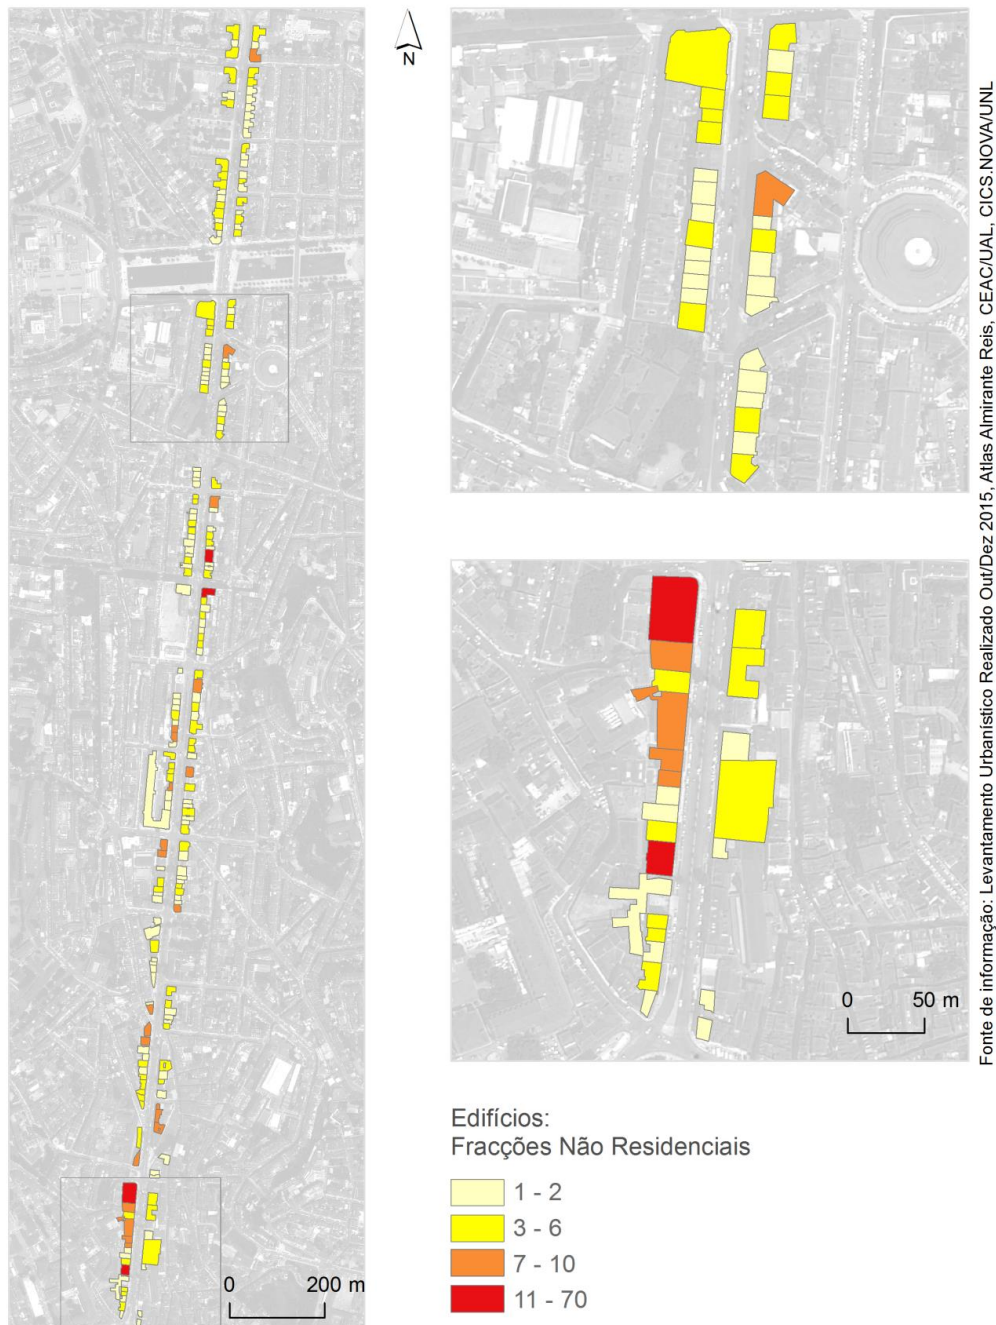 N
0 200 m
0 50 m
Edifícios:
Fracções Não Residenciais
1 - 2
3 - 6
7 - 10
11 - 70
Fonte de informação: Levantamento Urbanístico Realizado Out/Dez 2015, Atlas Almirante Reis, CEAC/UAL, CICS.NOVA/UNL